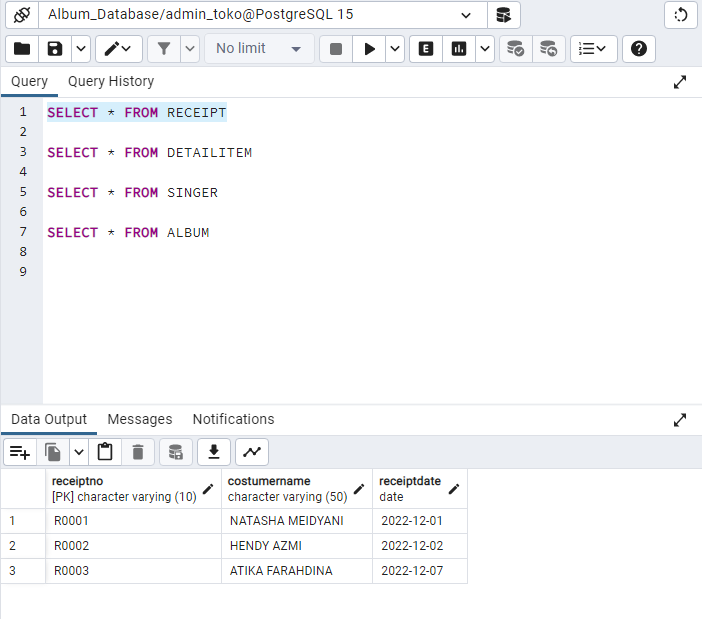 Album_Database/admin_toko@PostgreSQL 15
No limit
E
Query Query History
1 SELECT * FROM RECEIPT
2
3 SELECT * FROM DETAILITEM
4
5 SELECT * FROM SINGER
6
7 SELECT * FROM ALBUM
8
9
Data Output Messages Notifications
receiptno costumername receiptdate
[PK] character varying (10) character varying (50) date
1 R0001 NATASHA MEIDYANI 2022-12-01
2 R0002 HENDY AZMI 2022-12-02
3 R0003 ATIKA FARAHDINA 2022-12-07